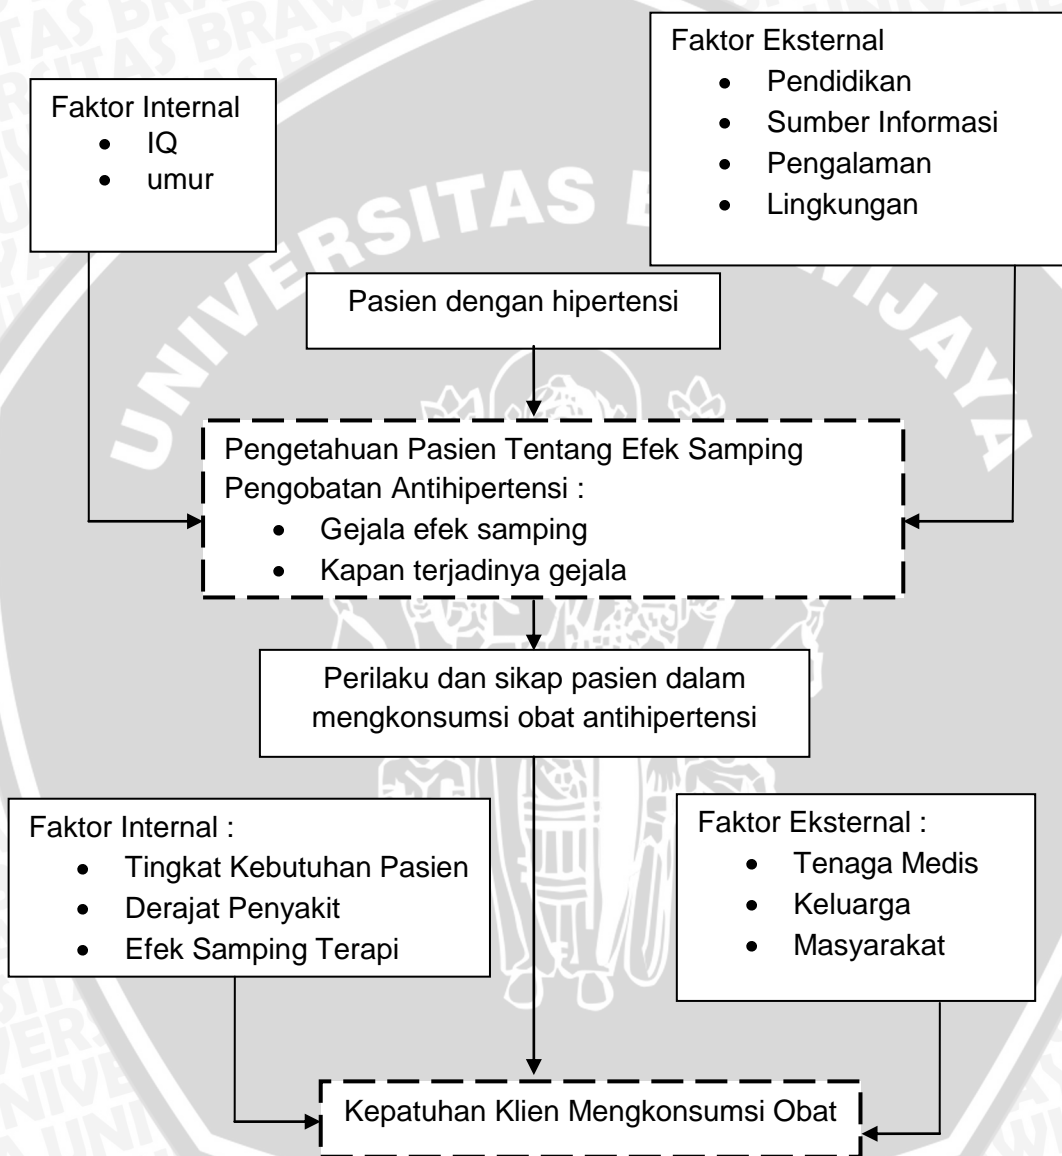 Faktor Internal
• IQ
• umur
Faktor Eksternal
• Pendidikan
• Sumber Informasi
• Pengalaman
• Lingkungan
Pasien dengan hipertensi
Pengetahuan Pasien Tentang Efek Samping
Pengobatan Antihipertensi :
• Gejala efek samping
• Kapan terjadinya gejala
Perilaku dan sikap pasien dalam
mengkonsumsi obat antihipertensi
Faktor Internal :
• Tingkat Kebutuhan Pasien
• Derajat Penyakit
• Efek Samping Terapi
Faktor Eksternal :
• Tenaga Medis
• Keluarga
• Masyarakat
Kepatuhan Klien Mengkonsumsi Obat